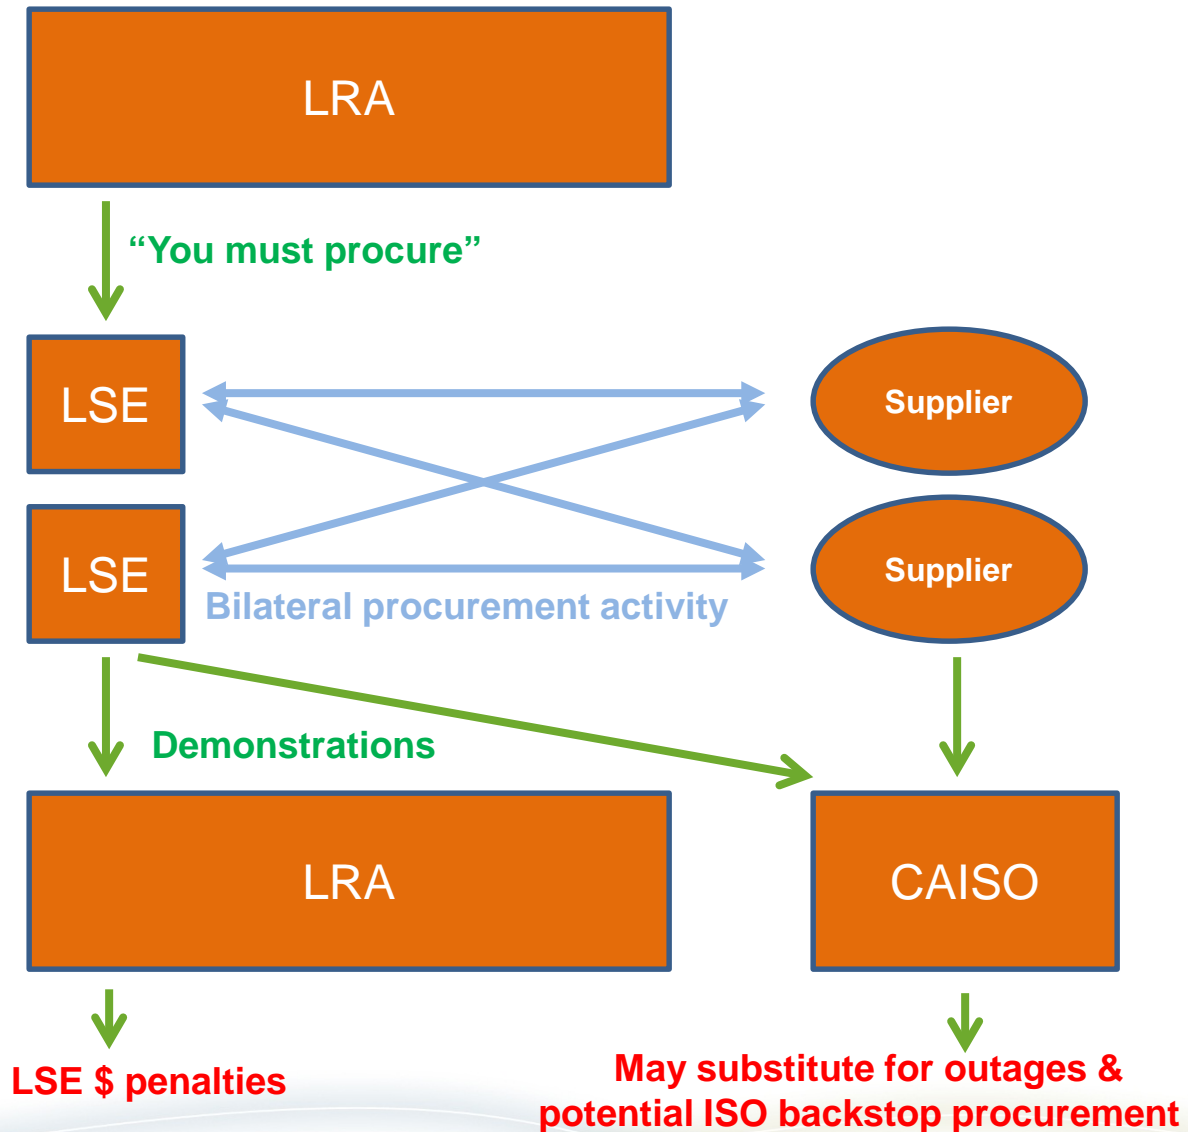 LRA
“You must procure”
LSE
Supplier
LSE
Supplier
Bilateral procurement activity
Demonstrations
LRA
CAISO
LSE $ penalties
May substitute for outages &
potential ISO backstop procurement